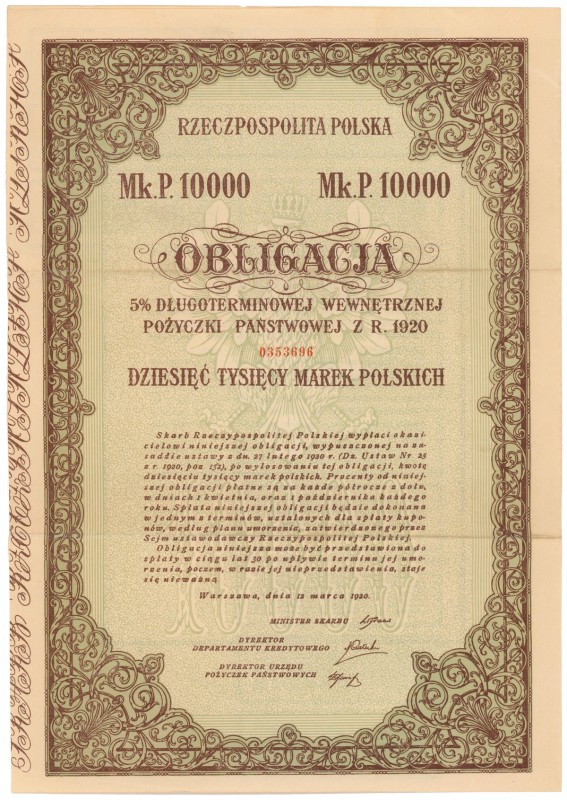 RZECZPOSPOLITA POLSKA
Mk. P. 10000 Mk. P. 10000
OBLIGACJA
5% DŁUGOTERMINOWEJ WEWNĘTRZNEJ
POŻYCZKI PAŃSTWOWEJ Z R. 1920
0353696
DZIESIĘĆ TYSIĘCY MAREK POLSKICH
Skarb Rzeczypospolitej Polskiej wypłaci okazi-
cielowi niniejszej obligacji, wypuszczonej na za-
sadzie ustawy z dn. 27 lutego 1920 r. (Dz. Ustaw Nr. 25
z r. 1920, poz. 152), po wylosowaniu tej obligacji, kwotę
dziesięciu tysięcy marek polskich. Procenty od niniej-
szej obligacji płatne są na każde półrocze z dołu,
w dniach 1 kwietnia, oraz 1 października każdego
roku. Spłata niniejszej obligacji będzie dokonana
w jednym z terminów, ustalonych dla spłaty kupo-
nów, według planu umorzenia, zatwierdzonego przez
Sejm ustawodawczy Rzeczypospolitej Polskiej.
Obligacja niniejsza może być przedstawiona do
spłaty w ciągu lat 30 po upływie terminu jej umo-
rzenia, poczem, w razie jej nieprzedstawienia, staje
się nieważną.
Warszawa, dnia 12 marca 1920.
MINISTER SKARBU
DYREKTOR
DEPARTAMENTU KREDYTOWEGO
DYREKTOR URZĘDU
POŻYCZEK PAŃSTWOWYCH